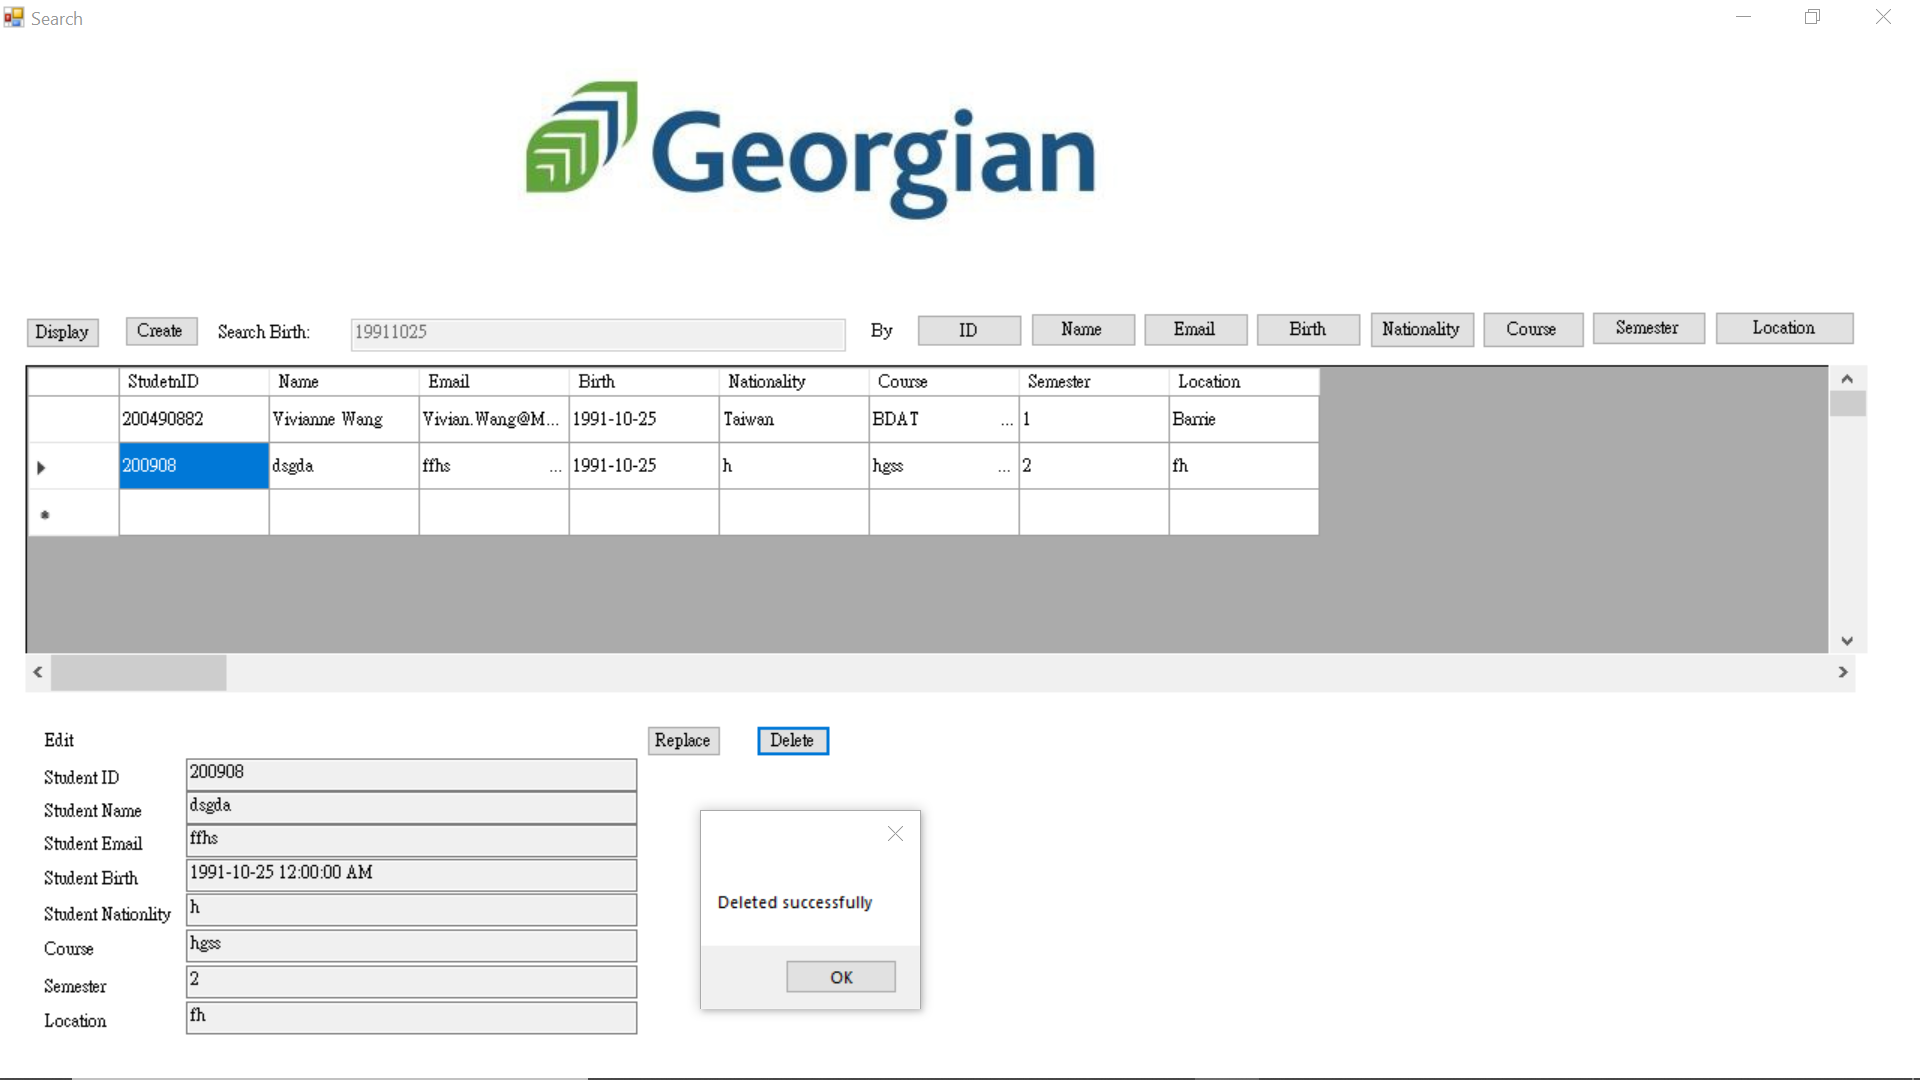 Search
Georgian
Display Create Search Birth: 19911025 By ID Name Email Birth Nationality Course Semester Location
StudetnID Name Email Birth Nationality Course Semester Location
200490882 Vivianne Wang Vivian.Wang@M... 1991-10-25 Taiwan BDAT ... 1 Barrie
200908 dsgda ffhs ... 1991-10-25 h hgss ... 2 fh
Edit Replace Delete
Student ID 200908
Student Name dsgda
Student Email ffhs
Student Birth 1991-10-25 12:00:00 AM
Student Nationlity h
Course hgss
Semester 2
Location fh
Deleted successfully
OK